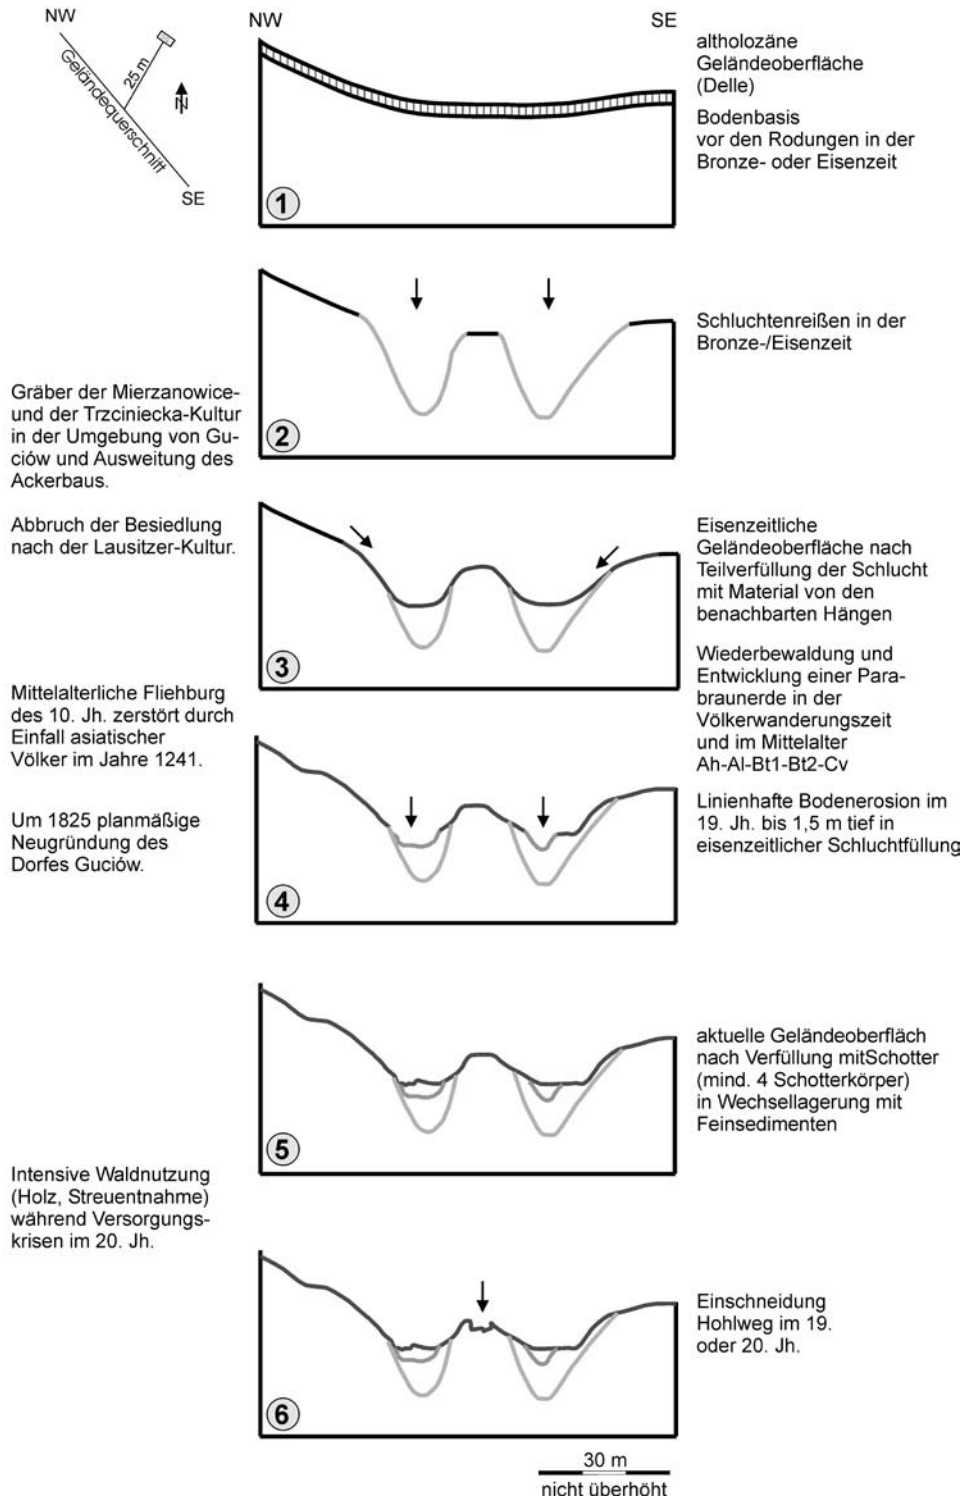 NW
25 m
Geländequerschnitt
N
SE
NW
SE
altholozäne
Geländeoberfläche
(Delle)
Bodenbasis
vor den Rodungen in der
Bronze- oder Eisenzeit
1
Schluchtenreißen in der
Bronze-/Eisenzeit
Gräber der Mierzanowice-
und der Trzciniecka-Kultur
in der Umgebung von Gu-
ciów und Ausweitung des
Ackerbaus.
2
Abbruch der Besiedlung
nach der Lausitzer-Kultur.
Eisenzeitliche
Geländeoberfläche nach
Teilverfüllung der Schlucht
mit Material von den
benachbarten Hängen
3
Wiederbewaldung und
Entwicklung einer Para-
braunerde in der
Völkerwanderungszeit
und im Mittelalter
Ah-Al-Bt1-Bt2-Cv
Mittelalterliche Fliehburg
des 10. Jh. zerstört durch
Einfall asiatischer
Völker im Jahre 1241.
Um 1825 planmäßige
Neugründung des
Dorfes Guciów.
Linienhafte Bodenerosion im
19. Jh. bis 1,5 m tief in
eisenzeitlicher Schluchtfüllung
4
aktuelle Geländeoberfläch
nach Verfüllung mitSchotter
(mind. 4 Schotterkörper)
in Wechsellagerung mit
Feinsedimenten
5
Intensive Waldnutzung
(Holz, Streuentnahme)
während Versorgungs-
krisen im 20. Jh.
Einschneidung
Hohlweg im 19.
oder 20. Jh.
6
30 m
nicht überhöht